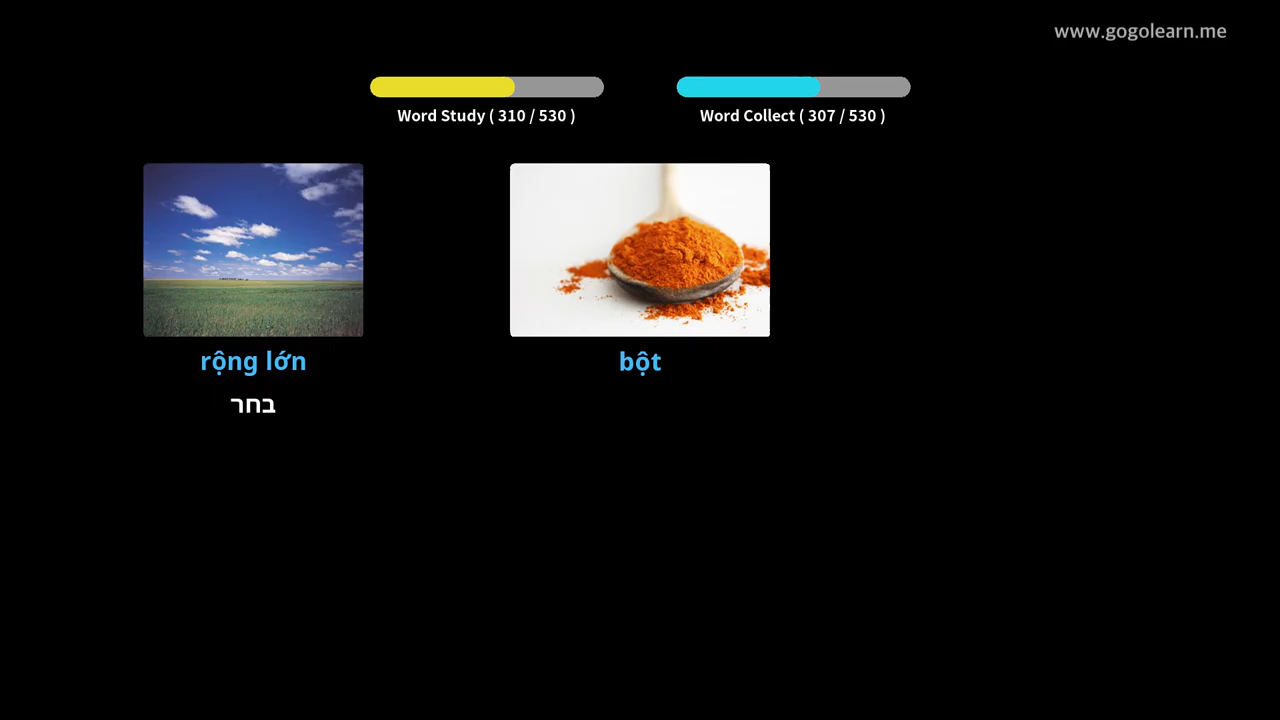 www.gogolearn.me
Word Study ( 310 / 530 )
Word Collect ( 307 / 530 )
rộng lớn
בחר
bột